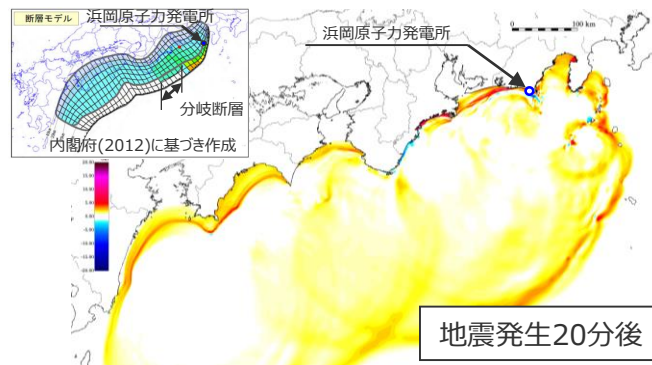 断層モデル
浜岡原子力発電所
分岐断層
内閣府(2012)に基づき作成
浜岡原子力発電所
0
100 km
地震発生20分後